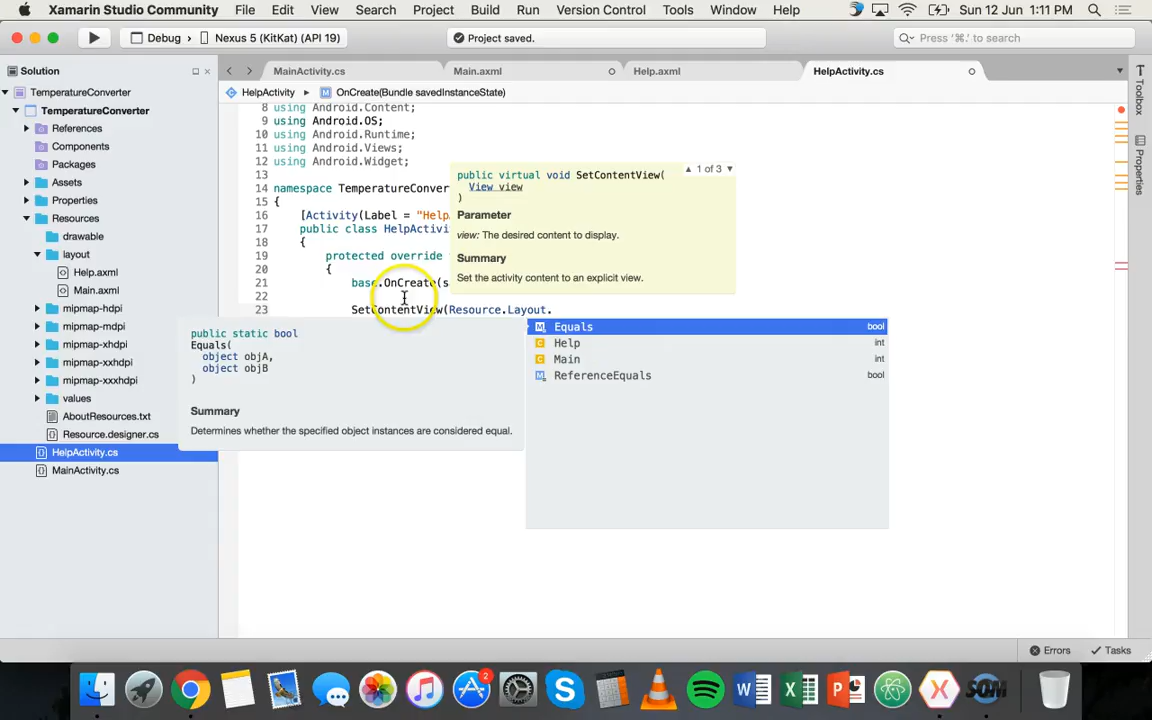 Xamarin Studio Community File Edit View Search Project Build Run Version Control Tools Window Help Sun 12 Jun 1:11 PM
Debug Nexus 5 (KitKat) (API 19) Project saved. Press '⌘.' to search
Solution
MainActivity.cs Main.axml Help.axml HelpActivity.cs
TemperatureConverter
HelpActivity OnCreate(Bundle savedInstanceState)
TemperatureConverter
References
Components
Packages
Assets
Properties
Resources
drawable
layout
Help.axml
Main.axml
mipmap-hdpi
mipmap-mdpi
mipmap-xhdpi
mipmap-xxhdpi
mipmap-xxxhdpi
values
AboutResources.txt
Resource.designer.cs
HelpActivity.cs
MainActivity.cs
8 using Android.Content;
9 using Android.OS;
10 using Android.Runtime;
11 using Android.Views;
12 using Android.Widget;
13
14 namespace TemperatureConver
15 {
16 [Activity(Label = "Help
17 public class HelpActivi
18 {
19 protected override
20 {
21 base.OnCreate(s
22
23 SetContentView(Resource.Layout.
1 of 3
public virtual void SetContentView(
View view
)
Parameter
view: The desired content to display.
Summary
Set the activity content to an explicit view.
public static bool
Equals(
object objA,
object objB
)
Summary
Determines whether the specified object instances are considered equal.
Equals bool
Help int
Main int
ReferenceEquals bool
Toolbox
Properties
Errors Tasks
2
SQM